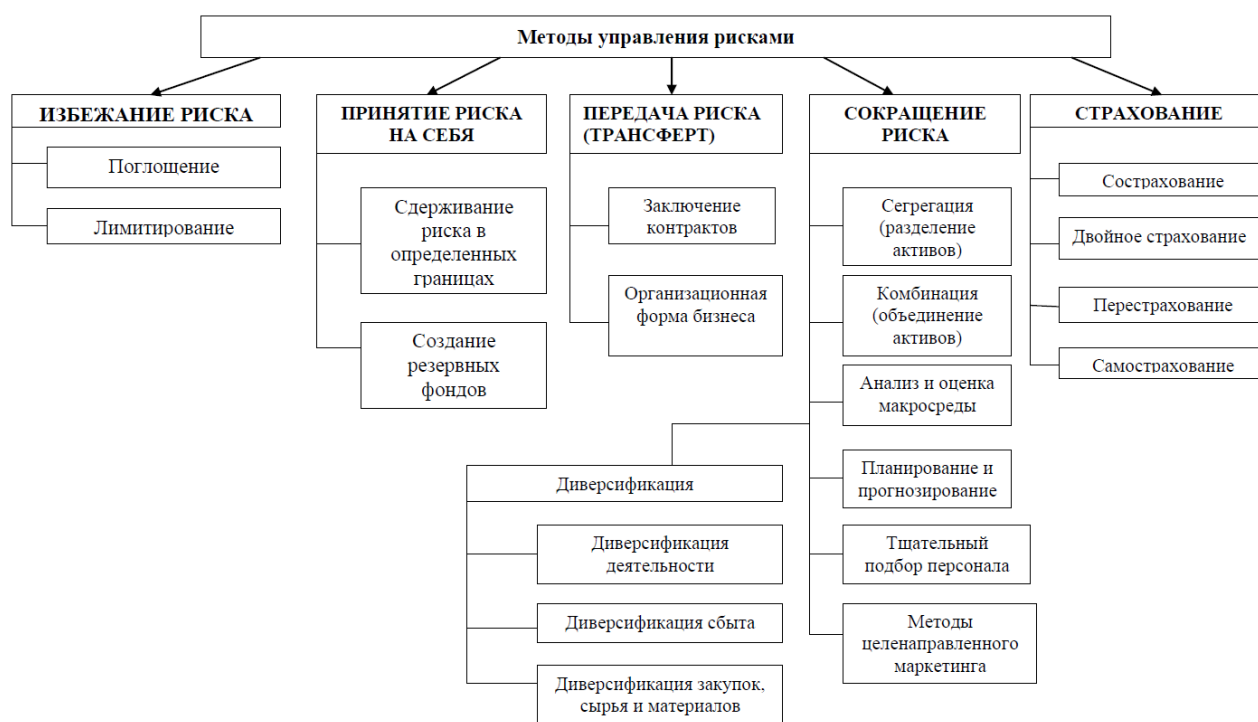 Методы управления рисками
ИЗБЕЖАНИЕ РИСКА
Поглощение
Лимитирование
ПРИНЯТИЕ РИСКА
НА СЕБЯ
Сдерживание
риска в
определенных
границах
Создание
резервных
фондов
ПЕРЕДАЧА РИСКА
(ТРАНСФЕРТ)
Заключение
контрактов
Организационная
форма бизнеса
СОКРАЩЕНИЕ
РИСКА
Сегрегация
(разделение
активов)
Комбинация
(объединение
активов)
Анализ и оценка
макросреды
Планирование и
прогнозирование
Тщательный
подбор персонала
Методы
целенаправленного
маркетинга
Диверсификация
Диверсификация
деятельности
Диверсификация сбыта
Диверсификация закупок,
сырья и материалов
СТРАХОВАНИЕ
Сострахование
Двойное страхование
Перестрахование
Самострахование